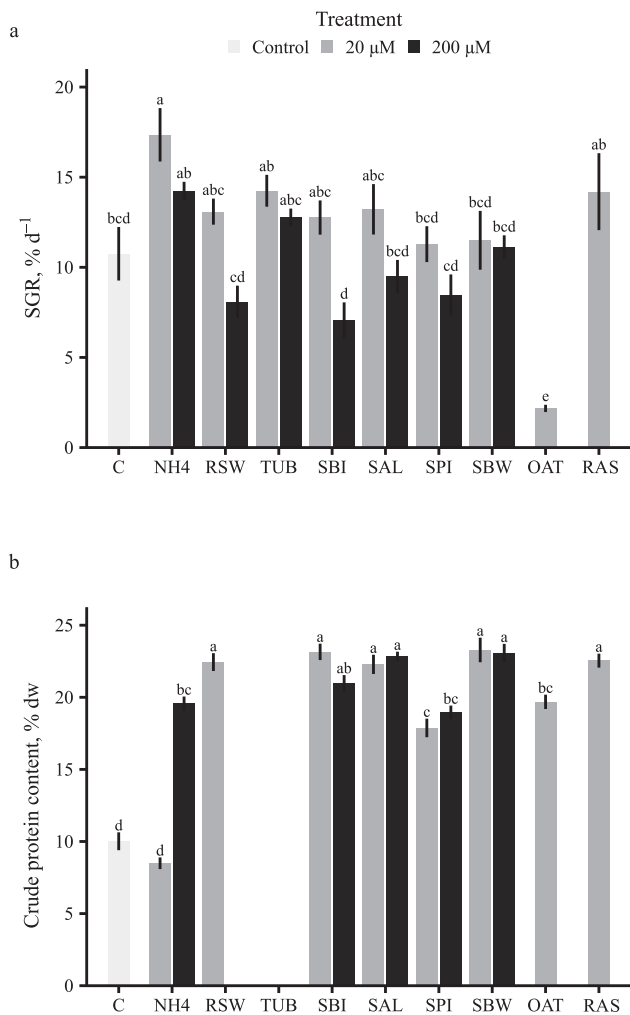 a
Treatment
Control 20 μM 200 μM
SGR, % d⁻¹
20
15
10
5
0
bcd
a
ab
abc
cd
ab
abc
abc
d
abc
bcd
bcd
cd
bcd
bcd
e
ab
C NH4 RSW TUB SBI SAL SPI SBW OAT RAS
b
Crude protein content, % dw
25
20
15
10
5
0
d
d
bc
a
a
ab
a
a
c
bc
a
a
bc
a
C NH4 RSW TUB SBI SAL SPI SBW OAT RAS